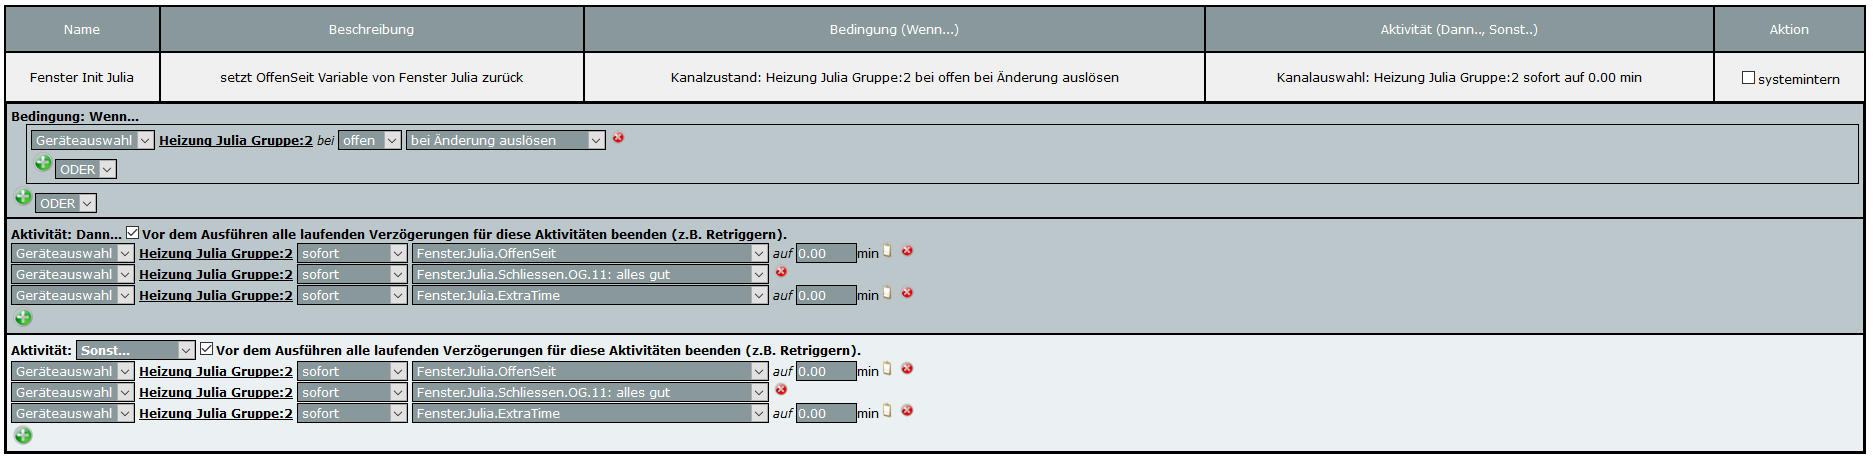 Name Beschreibung Bedingung (Wenn...) Aktivität (Dann.., Sonst..) Aktion
Fenster Init Julia setzt OffenSeit Variable von Fenster Julia zurück Kanalzustand: Heizung Julia Gruppe:2 bei offen bei Änderung auslösen Kanalauswahl: Heizung Julia Gruppe:2 sofort auf 0.00 min systemintern
Bedingung: Wenn...
Geräteauswahl Heizung Julia Gruppe:2 bei offen bei Änderung auslösen
ODER
ODER
Aktivität: Dann... Vor dem Ausführen alle laufenden Verzögerungen für diese Aktivitäten beenden (z.B. Retriggern).
Geräteauswahl Heizung Julia Gruppe:2 sofort Fenster.Julia.OffenSeit auf 0.00 min
Geräteauswahl Heizung Julia Gruppe:2 sofort Fenster.Julia.Schliessen.OG.11: alles gut
Geräteauswahl Heizung Julia Gruppe:2 sofort Fenster.Julia.ExtraTime auf 0.00 min
Aktivität: Sonst... Vor dem Ausführen alle laufenden Verzögerungen für diese Aktivitäten beenden (z.B. Retriggern).
Geräteauswahl Heizung Julia Gruppe:2 sofort Fenster.Julia.OffenSeit auf 0.00 min
Geräteauswahl Heizung Julia Gruppe:2 sofort Fenster.Julia.Schliessen.OG.11: alles gut
Geräteauswahl Heizung Julia Gruppe:2 sofort Fenster.Julia.ExtraTime auf 0.00 min